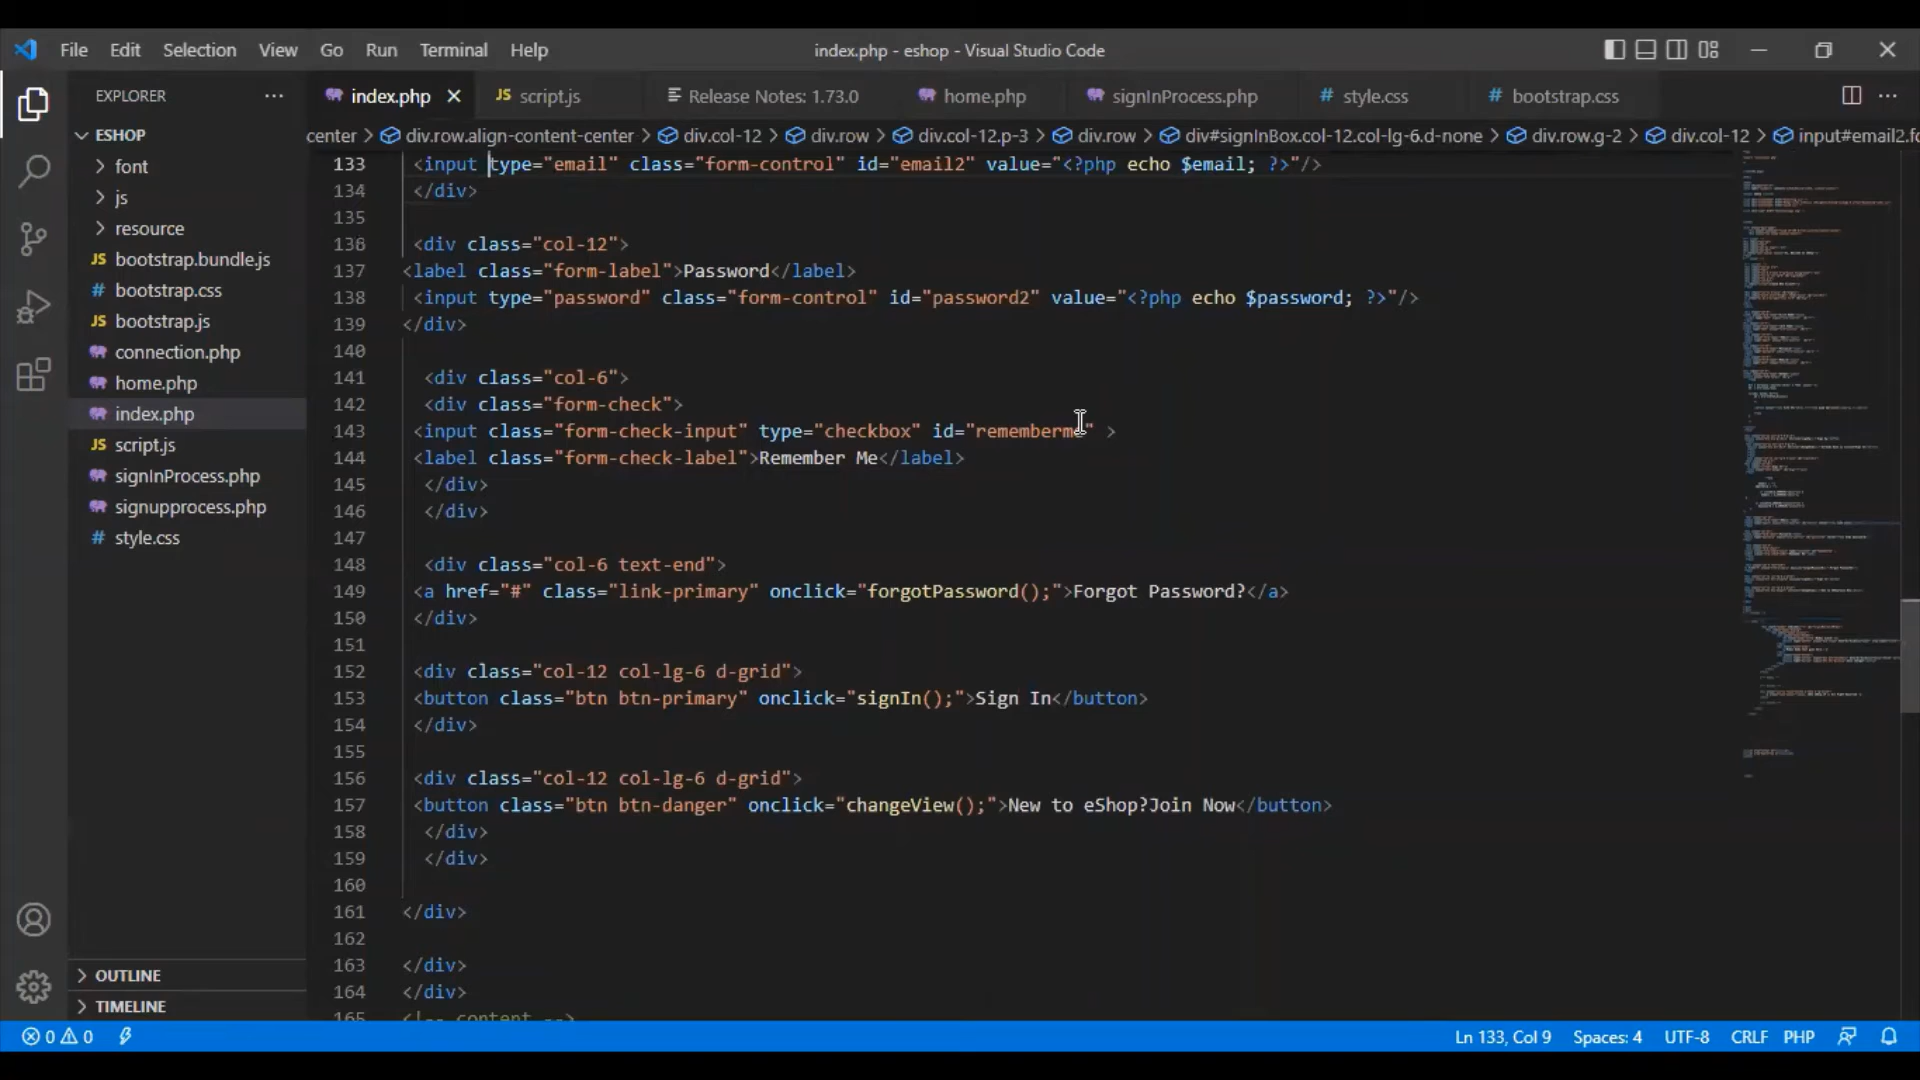 File Edit Selection View Go Run Terminal Help index.php - eshop - Visual Studio Code
EXPLORER ··· index.php JS script.js Release Notes: 1.73.0 home.php signInProcess.php # style.css # bootstrap.css ···
ESHOP center > div.row.align-content-center > div.col-12 > div.row > div.col-12.p-3 > div.row > div#signInBox.col-12.col-lg-6.d-none > div.row.g-2 > div.col-12 >
font
js
resource
JS bootstrap.bundle.js
# bootstrap.css
JS bootstrap.js
connection.php
home.php
index.php
JS script.js
signInProcess.php
signupprocess.php
# style.css
OUTLINE
TIMELINE
133 <input type="email" class="form-control" id="email2" value="<?php echo $email; ?>"/>
134 </div>
135
136 <div class="col-12">
137 <label class="form-label">Password</label>
138 <input type="password" class="form-control" id="password2" value="<?php echo $password; ?>"/>
139 </div>
140
141 <div class="col-6">
142 <div class="form-check">
143 <input class="form-check-input" type="checkbox" id="rememberme" >
144 <label class="form-check-label">Remember Me</label>
145 </div>
146 </div>
147
148 <div class="col-6 text-end">
149 <a href="#" class="link-primary" onclick="forgotPassword();">Forgot Password?</a>
150 </div>
151
152 <div class="col-12 col-lg-6 d-grid">
153 <button class="btn btn-primary" onclick="signIn();">Sign In</button>
154 </div>
155
156 <div class="col-12 col-lg-6 d-grid">
157 <button class="btn btn-danger" onclick="changeView();">New to eShop?Join Now</button>
158 </div>
159 </div>
160
161 </div>
162
163 </div>
164 </div>
165 <!-- content -->
0 0 Ln 133, Col 9 Spaces: 4 UTF-8 CRLF PHP